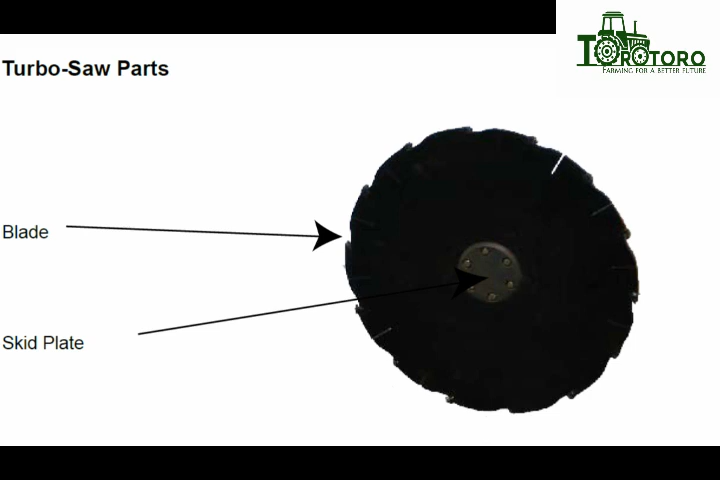 TOROTORO
FARMING FOR A BETTER FUTURE
Turbo-Saw Parts
Blade
Skid Plate